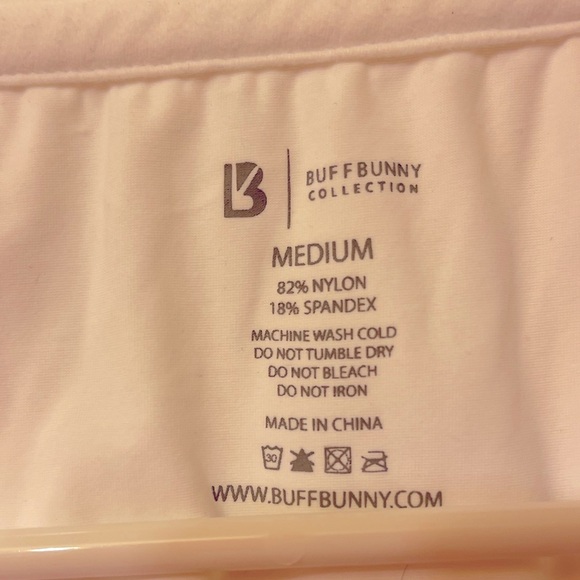 B
BUFFBUNNY
COLLECTION
MEDIUM
82% NYLON
18% SPANDEX
MACHINE WASH COLD
DO NOT TUMBLE DRY
DO NOT BLEACH
DO NOT IRON
MADE IN CHINA
30
WWW.BUFFBUNNY.COM